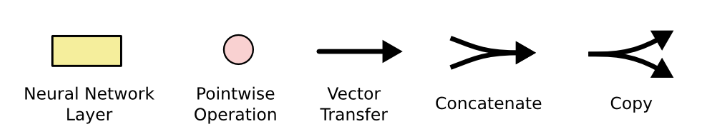 Neural Network
Layer
Pointwise
Operation
Vector
Transfer
Concatenate
Copy